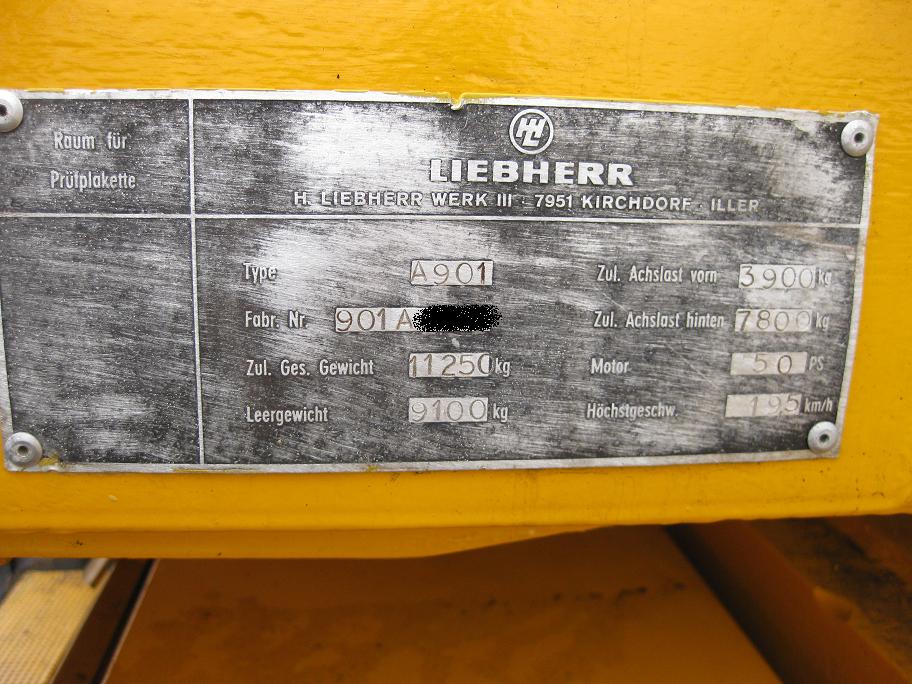 Raum für
Prüfplakette
HL
LIEBHERR
H. LIEBHERR WERK III - 7951 KIRCHDORF - ILLER
Type A901 Zul. Achslast vorn 3900 kg
Fabr. Nr. 901 A Zul. Achslast hinten 7800 kg
Zul. Ges. Gewicht 11250 kg Motor 50 PS
Leergewicht 9100 kg Höchstgeschw. 195 km/h